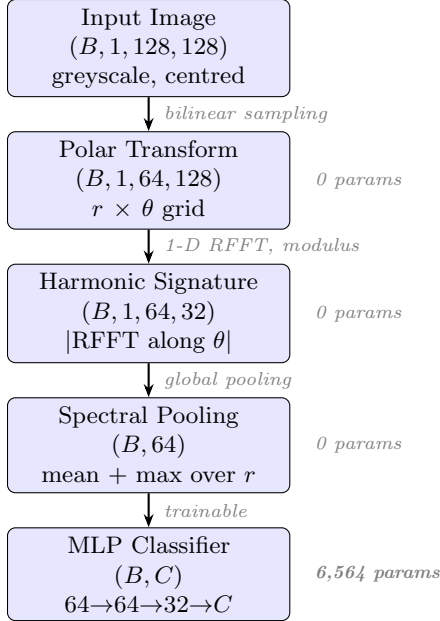 Input Image
(B, 1, 128, 128)
greyscale, centred
bilinear sampling
Polar Transform
(B, 1, 64, 128)
r × θ grid
0 params
1-D RFFT, modulus
Harmonic Signature
(B, 1, 64, 32)
|RFFT along θ|
0 params
global pooling
Spectral Pooling
(B, 64)
mean + max over r
0 params
trainable
MLP Classifier
(B, C)
64→64→32→C
6,564 params